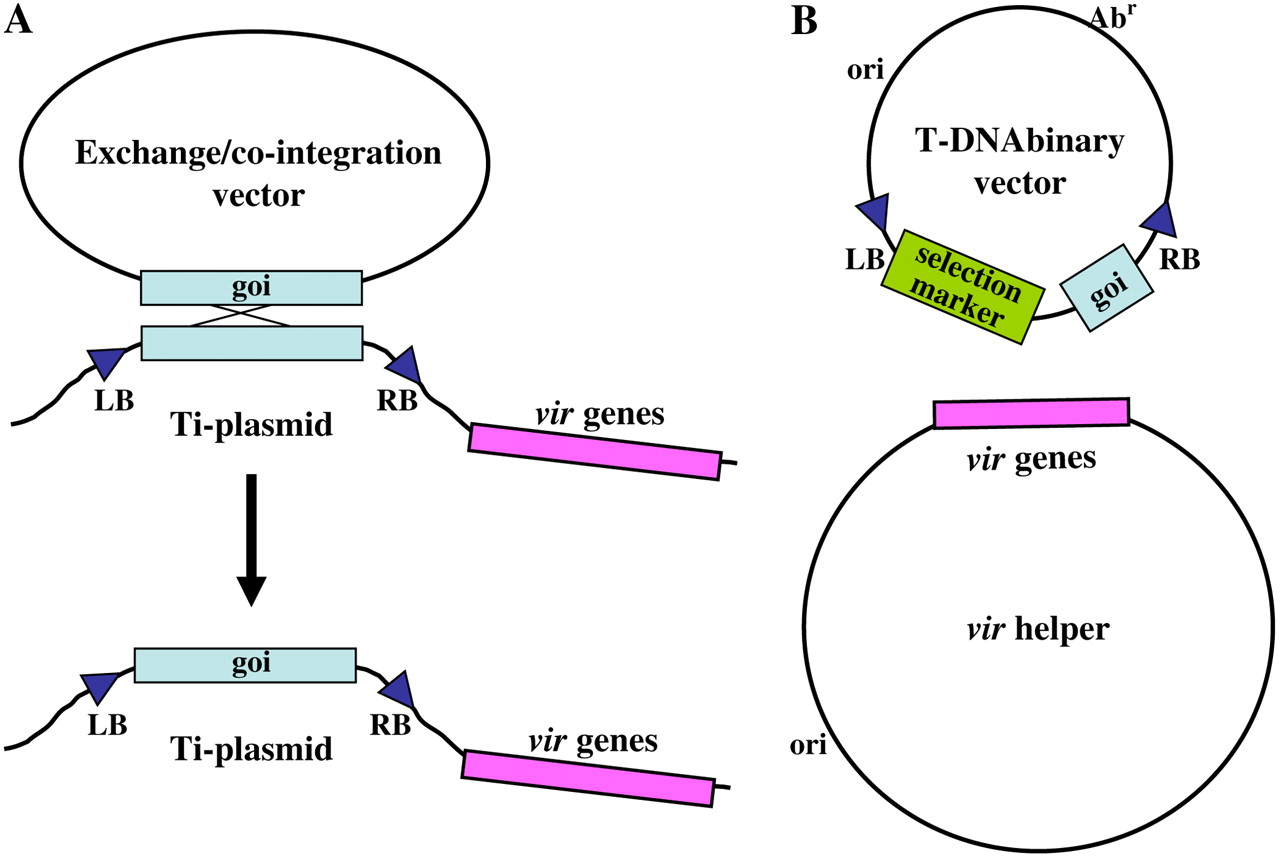 A
Exchange/co-integration
vector
goi
LB
RB
Ti-plasmid
vir genes
goi
LB
RB
Ti-plasmid
vir genes
B
Abr
ori
T-DNAbinary
vector
LB
RB
selection
marker
goi
vir genes
vir helper
ori